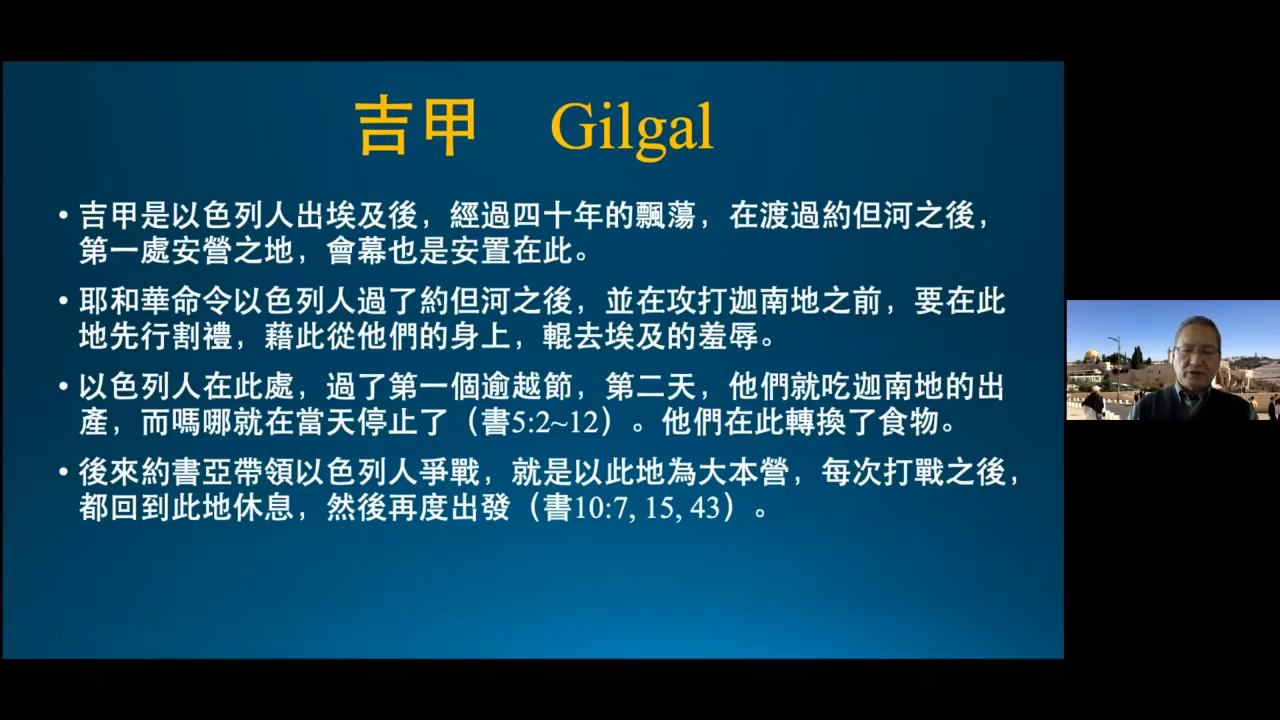 吉甲 Gilgal
• 吉甲是以色列人出埃及後，經過四十年的飄蕩，在渡過約但河之後，
第一處安營之地，會幕也是安置在此。
• 耶和華命令以色列人過了約但河之後，並在攻打迦南地之前，要在此
地先行割禮，藉此從他們的身上，輥去埃及的羞辱。
• 以色列人在此處，過了第一個逾越節，第二天，他們就吃迦南地的出
產，而嗎哪就在當天停止了（書5:2~12）。他們在此轉換了食物。
• 後來約書亞帶領以色列人爭戰，就是以此地為大本營，每次打戰之後，
都回到此地休息，然後再度出發（書10:7, 15, 43）。